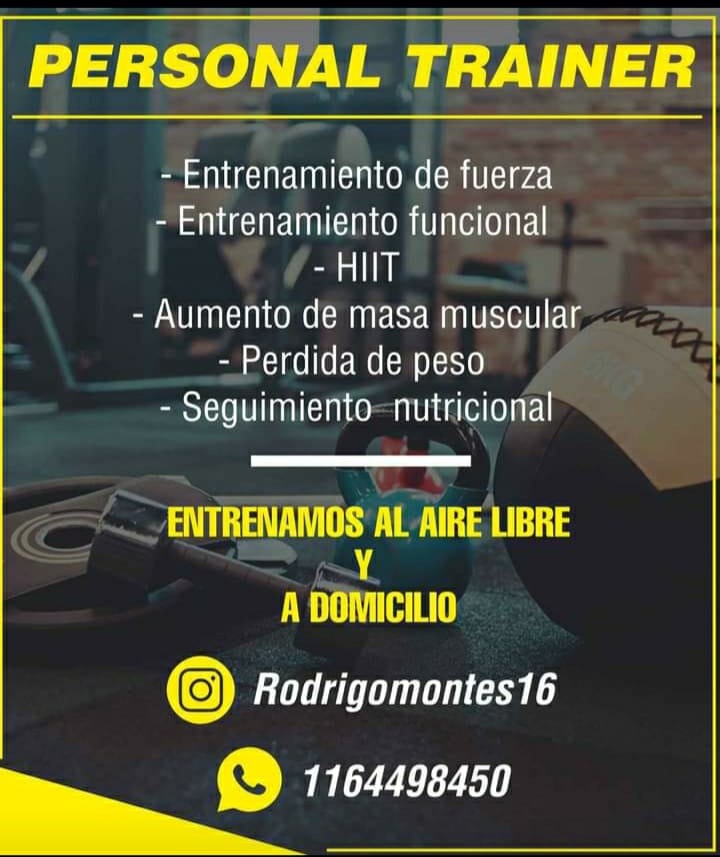 PERSONAL TRAINER
- Entrenamiento de fuerza
- Entrenamiento funcional
- HIIT
- Aumento de masa muscular
- Perdida de peso
- Seguimiento nutricional
ENTRENAMOS AL AIRE LIBRE
Y
A DOMICILIO
Rodrigomontes16
1164498450